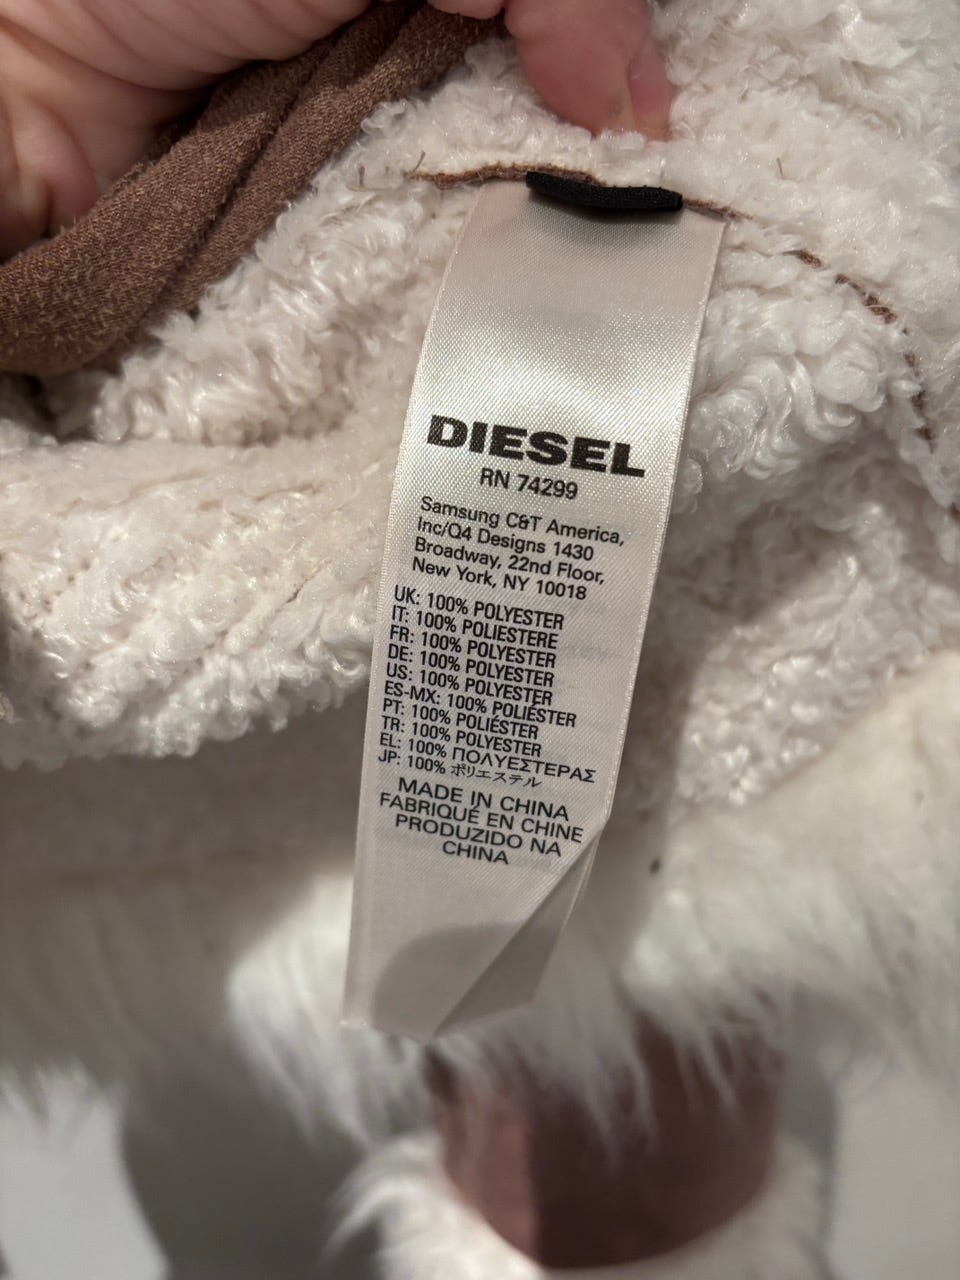 DIESEL
RN 74299
Samsung C&T America,
Inc/Q4 Designs 1430
Broadway, 22nd Floor,
New York, NY 10018
UK: 100% POLYESTER
IT: 100% POLIESTERE
FR: 100% POLYESTER
DE: 100% POLYESTER
US: 100% POLYESTER
ES-MX: 100% POLIÉSTER
PT: 100% POLIÉSTER
TR: 100% POLYESTER
EL: 100% ΠΟΛΥΕΣΤΕΡΑΣ
JP: 100% ポリエステル
MADE IN CHINA
FABRIQUÉ EN CHINE
PRODUZIDO NA
CHINA